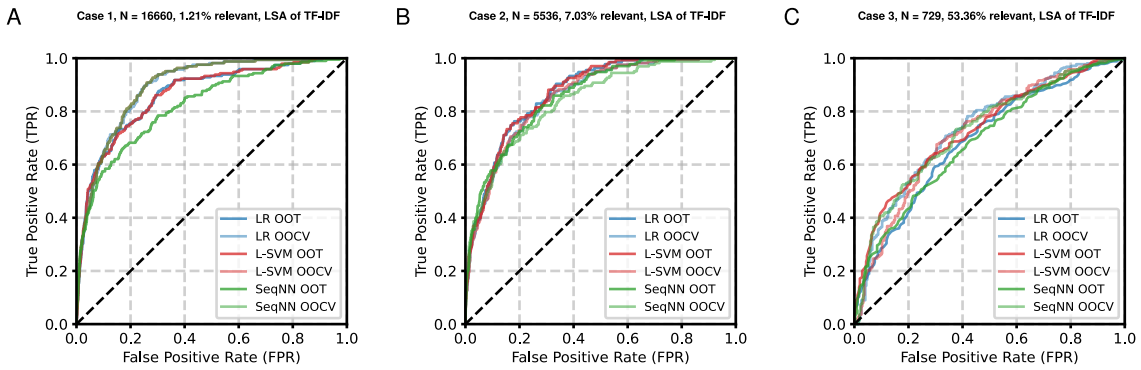 A
Case 1, N = 16660, 1.21% relevant, LSA of TF-IDF
1.0
0.8
0.6
0.4
0.2
0.0
True Positive Rate (TPR)
LR OOT
LR OOCV
L-SVM OOT
L-SVM OOCV
SeqNN OOT
SeqNN OOCV
0.0 0.2 0.4 0.6 0.8 1.0
False Positive Rate (FPR)
B
Case 2, N = 5536, 7.03% relevant, LSA of TF-IDF
1.0
0.8
0.6
0.4
0.2
0.0
True Positive Rate (TPR)
LR OOT
LR OOCV
L-SVM OOT
L-SVM OOCV
SeqNN OOT
SeqNN OOCV
0.0 0.2 0.4 0.6 0.8 1.0
False Positive Rate (FPR)
C
Case 3, N = 729, 53.36% relevant, LSA of TF-IDF
1.0
0.8
0.6
0.4
0.2
0.0
True Positive Rate (TPR)
LR OOT
LR OOCV
L-SVM OOT
L-SVM OOCV
SeqNN OOT
SeqNN OOCV
0.0 0.2 0.4 0.6 0.8 1.0
False Positive Rate (FPR)